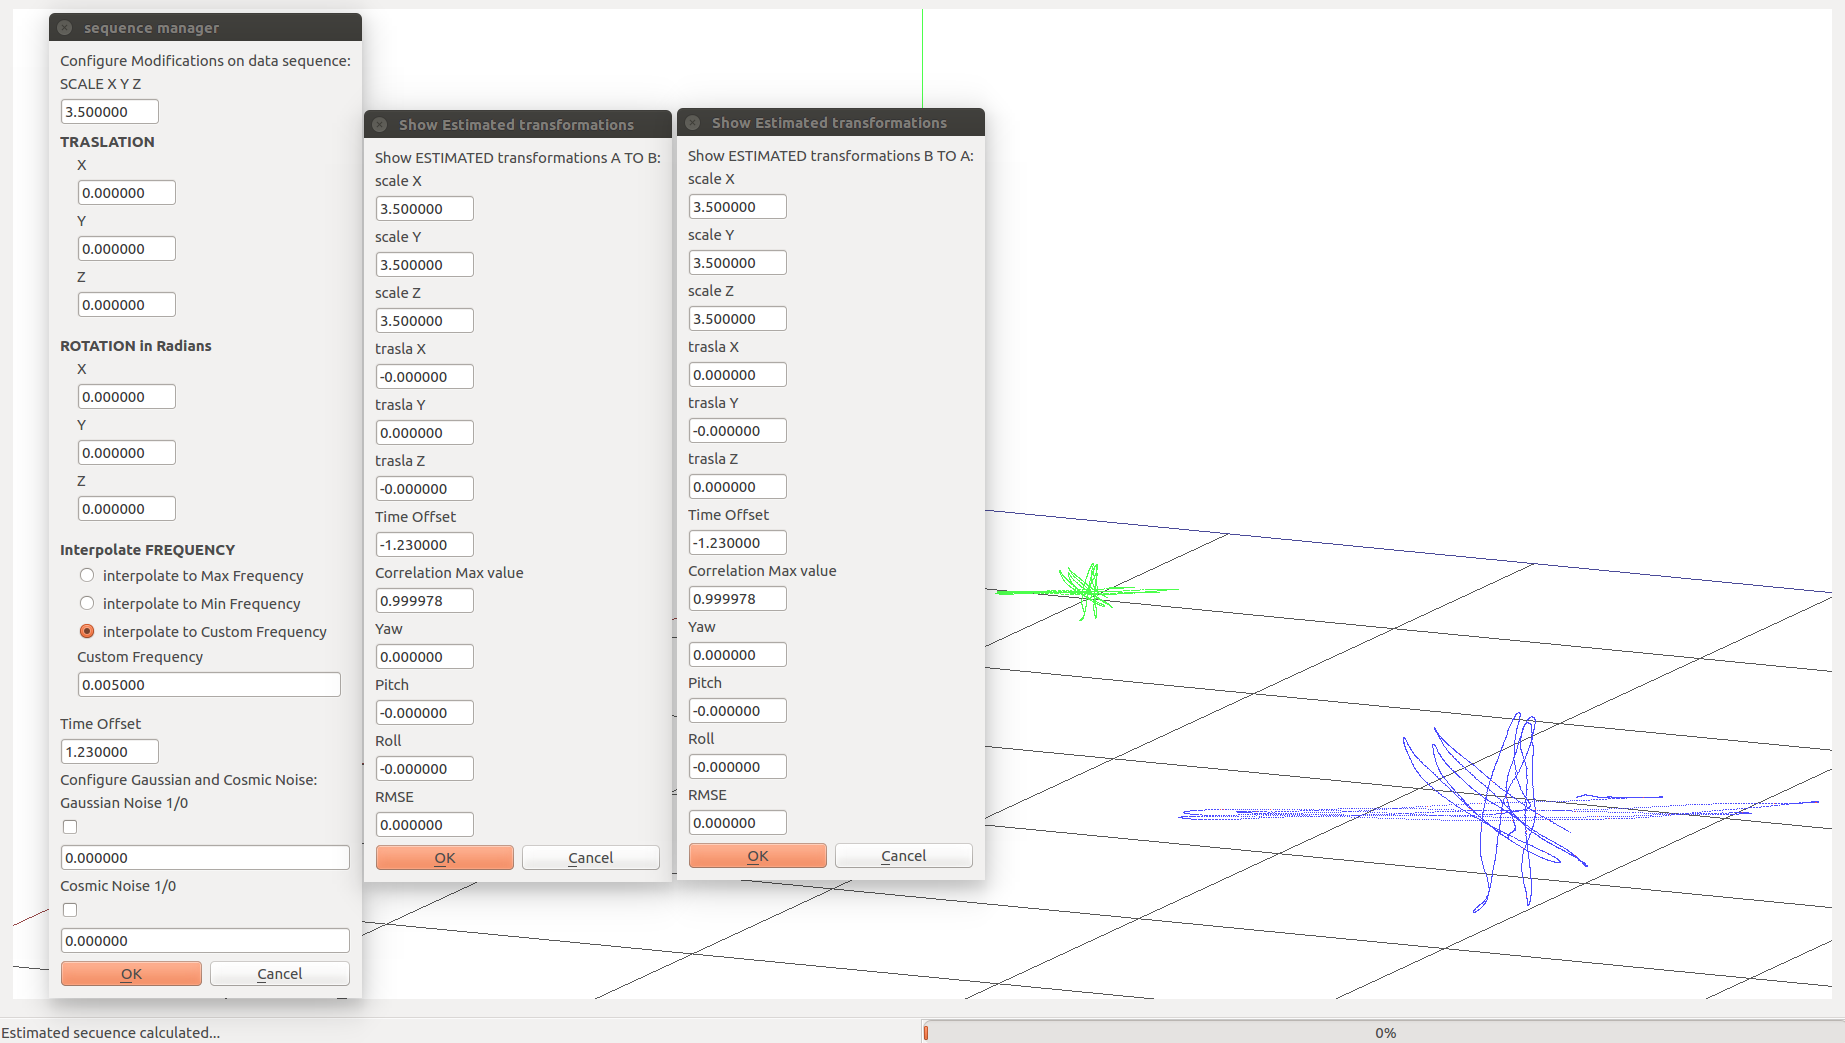 sequence manager
Configure Modifications on data sequence:
SCALE X Y Z
3.500000
TRASLATION
X
0.000000
Y
0.000000
Z
0.000000
ROTATION in Radians
X
0.000000
Y
0.000000
Z
0.000000
Interpolate FREQUENCY
interpolate to Max Frequency
interpolate to Min Frequency
interpolate to Custom Frequency
Custom Frequency
0.005000
Time Offset
1.230000
Configure Gaussian and Cosmic Noise:
Gaussian Noise 1/0
0.000000
Cosmic Noise 1/0
0.000000
OK Cancel
Show Estimated transformations
Show ESTIMATED transformations A TO B:
scale X
3.500000
scale Y
3.500000
scale Z
3.500000
trasla X
-0.000000
trasla Y
0.000000
trasla Z
-0.000000
Time Offset
-1.230000
Correlation Max value
0.999978
Yaw
0.000000
Pitch
-0.000000
Roll
-0.000000
RMSE
0.000000
OK Cancel
Show Estimated transformations
Show ESTIMATED transformations B TO A:
scale X
3.500000
scale Y
3.500000
scale Z
3.500000
trasla X
0.000000
trasla Y
-0.000000
trasla Z
0.000000
Time Offset
-1.230000
Correlation Max value
0.999978
Yaw
0.000000
Pitch
-0.000000
Roll
-0.000000
RMSE
0.000000
OK Cancel
Estimated secuence calculated...
0%